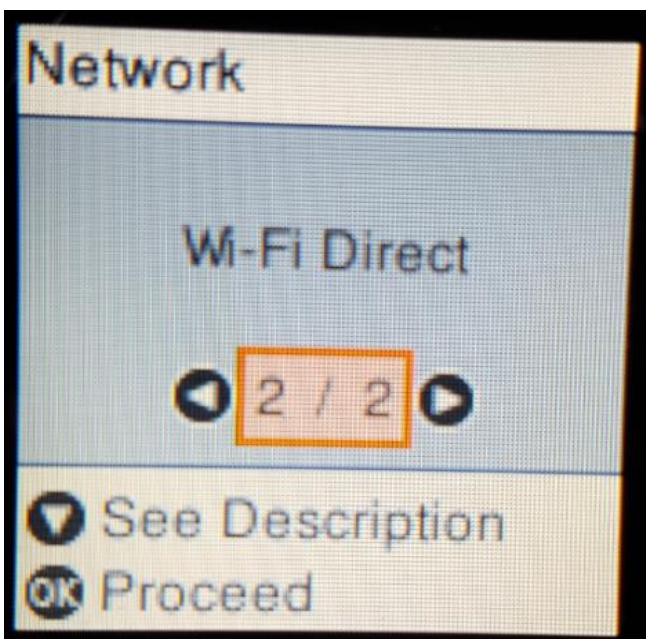 Network
Wi-Fi Direct
2 / 2
See Description
OK Proceed